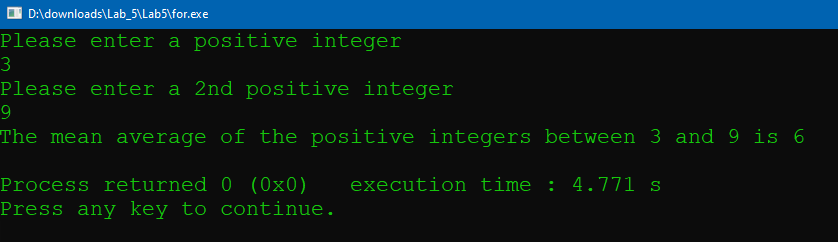 D:\downloads\Lab_5\Lab5\for.exe
Please enter a positive integer
3
Please enter a 2nd positive integer
9
The mean average of the positive integers between 3 and 9 is 6
Process returned 0 (0x0)   execution time : 4.771 s
Press any key to continue.